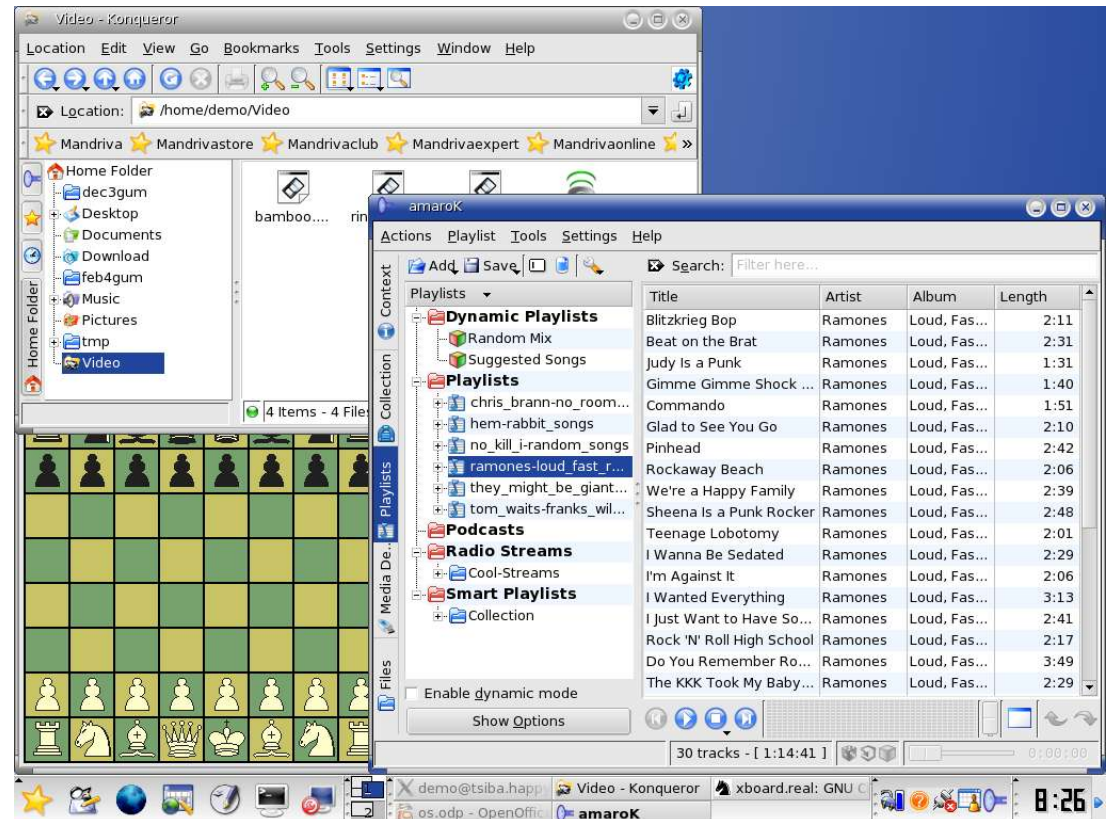 Video - Konqueror
Location Edit View Go Bookmarks Tools Settings Window Help
Location: /home/demo/Video
Mandriva Mandrivastore Mandrivaclub Mandrivaexpert Mandrivaonline »
Home Folder
Home Folder
dec3gum
Desktop
Documents
Download
feb4gum
Music
Pictures
tmp
Video
bamboo....
rin
4 Items - 4 File
amaroK
Actions Playlist Tools Settings Help
Context
Collection
Playlists
Media De...
Files
Add Save
Search: Filter here...
Playlists
Dynamic Playlists
Random Mix
Suggested Songs
Playlists
chris_brann-no_room...
hem-rabbit_songs
no_kill_i-random_songs
ramones-loud_fast_r...
they_might_be_giant...
tom_waits-franks_wil...
Podcasts
Radio Streams
Cool-Streams
Smart Playlists
Collection
Enable dynamic mode
Show Options
Title Artist Album Length
Blitzkrieg Bop Ramones Loud, Fas... 2:11
Beat on the Brat Ramones Loud, Fas... 2:31
Judy Is a Punk Ramones Loud, Fas... 1:31
Gimme Gimme Shock ... Ramones Loud, Fas... 1:40
Commando Ramones Loud, Fas... 1:51
Glad to See You Go Ramones Loud, Fas... 2:10
Pinhead Ramones Loud, Fas... 2:42
Rockaway Beach Ramones Loud, Fas... 2:06
We're a Happy Family Ramones Loud, Fas... 2:39
Sheena Is a Punk Rocker Ramones Loud, Fas... 2:48
Teenage Lobotomy Ramones Loud, Fas... 2:01
I Wanna Be Sedated Ramones Loud, Fas... 2:29
I'm Against It Ramones Loud, Fas... 2:06
I Wanted Everything Ramones Loud, Fas... 3:13
I Just Want to Have So... Ramones Loud, Fas... 2:41
Rock 'N' Roll High School Ramones Loud, Fas... 2:17
Do You Remember Ro... Ramones Loud, Fas... 3:49
The KKK Took My Baby... Ramones Loud, Fas... 2:29
30 tracks - [ 1:14:41 ] 0:00:00
1 demo@tsiba.happ Video - Konqueror xboard.real: GNU C
2 os.odp - OpenOffic amaroK
8:26